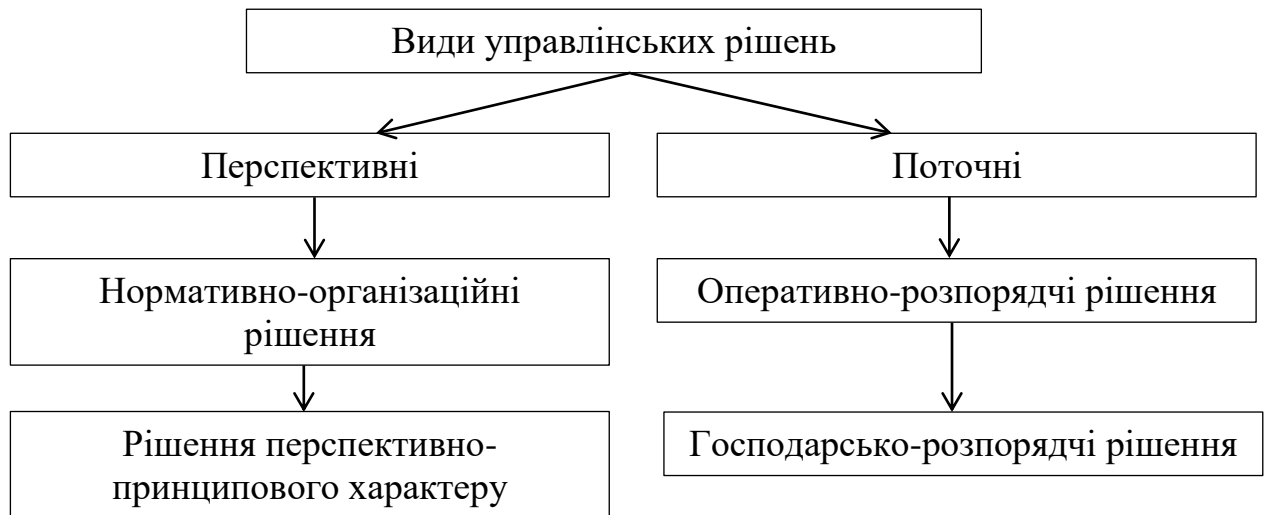 Види управлінських рішень
Перспективні
Поточні
Нормативно-організаційні
рішення
Оперативно-розпорядчі рішення
Рішення перспективно-
принципового характеру
Господарсько-розпорядчі рішення